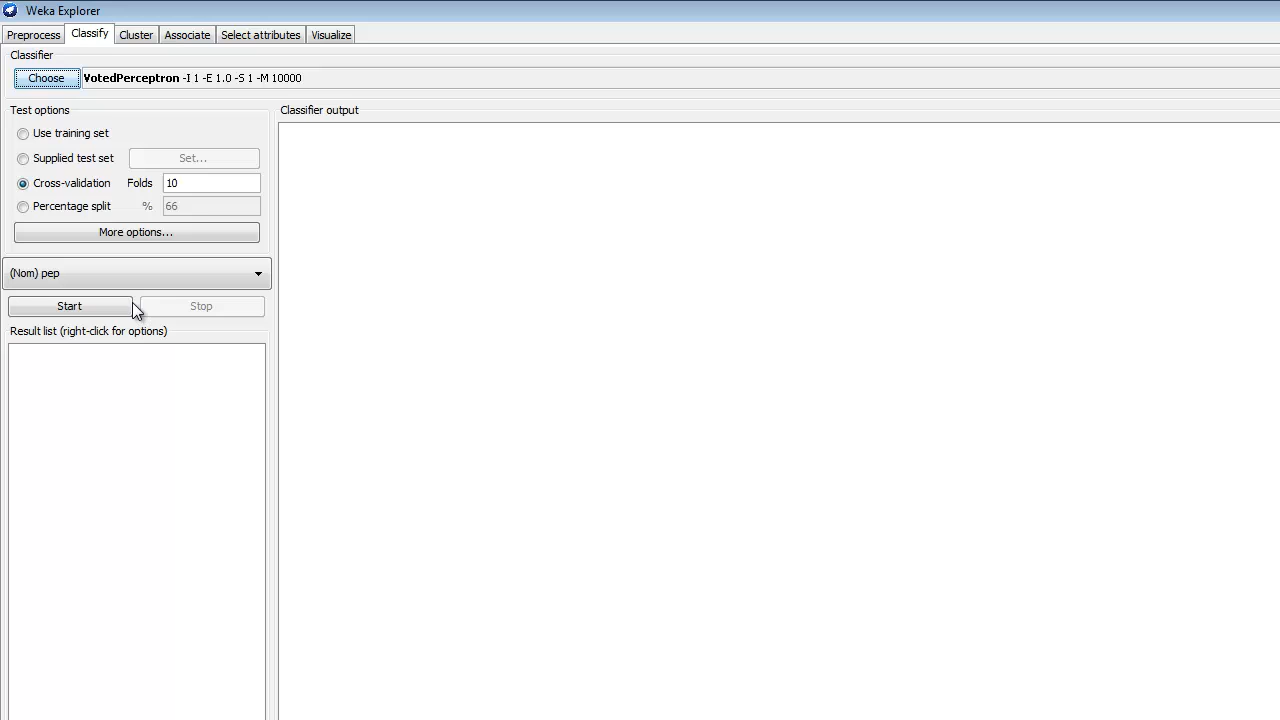 Weka Explorer
Preprocess Classify Cluster Associate Select attributes Visualize
Classifier
Choose VotedPerceptron -I 1 -E 1.0 -S 1 -M 10000
Test options
Use training set
Supplied test set Set...
Cross-validation Folds 10
Percentage split % 66
More options...
(Nom) pep
Start Stop
Result list (right-click for options)
Classifier output